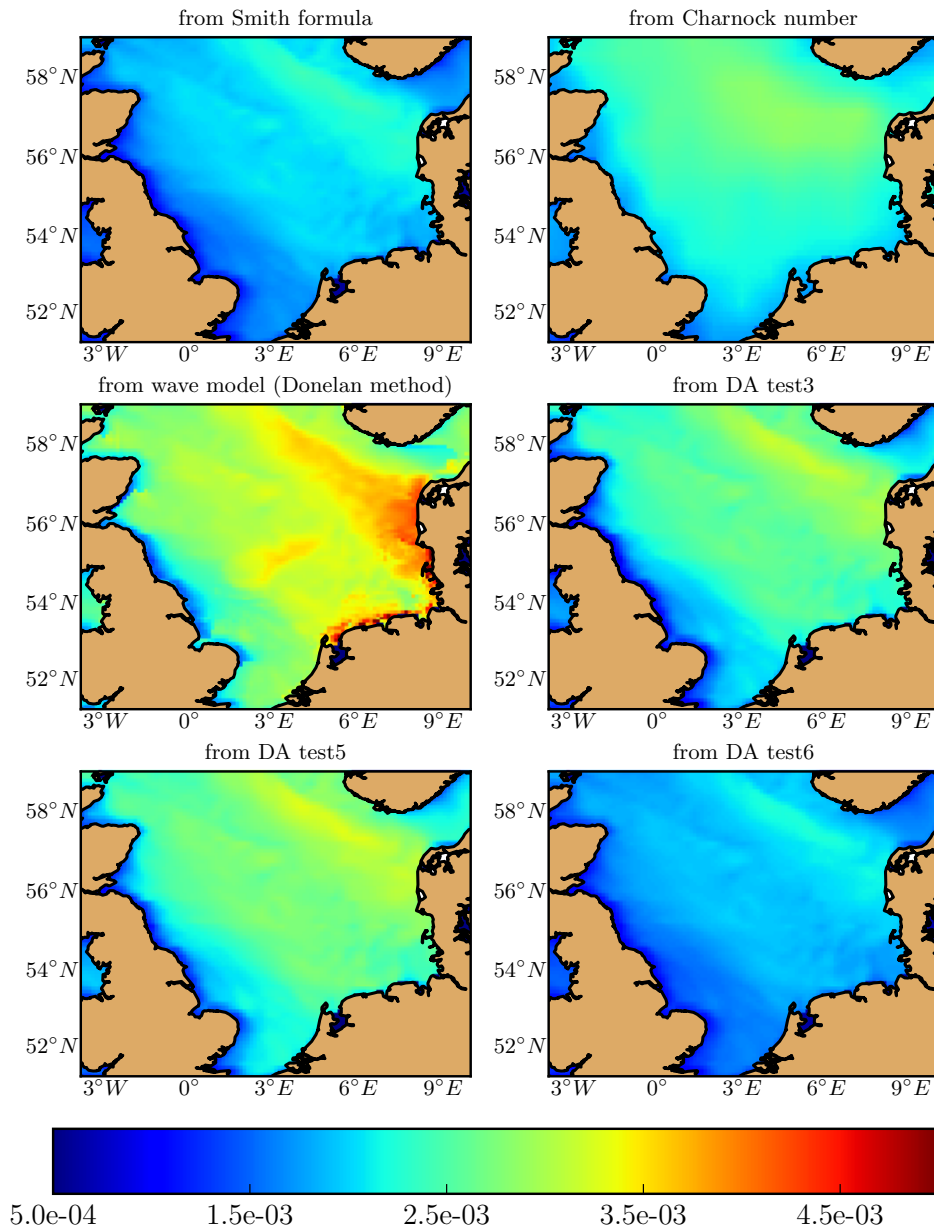 from Smith formula from Charnock number
58°N 58°N
56°N 56°N
54°N 54°N
52°N 52°N
3°W 0° 3°E 6°E 9°E 3°W 0° 3°E 6°E 9°E
from wave model (Donelan method) from DA test3
58°N 58°N
56°N 56°N
54°N 54°N
52°N 52°N
3°W 0° 3°E 6°E 9°E 3°W 0° 3°E 6°E 9°E
from DA test5 from DA test6
58°N 58°N
56°N 56°N
54°N 54°N
52°N 52°N
3°W 0° 3°E 6°E 9°E 3°W 0° 3°E 6°E 9°E
5.0e-04 1.5e-03 2.5e-03 3.5e-03 4.5e-03